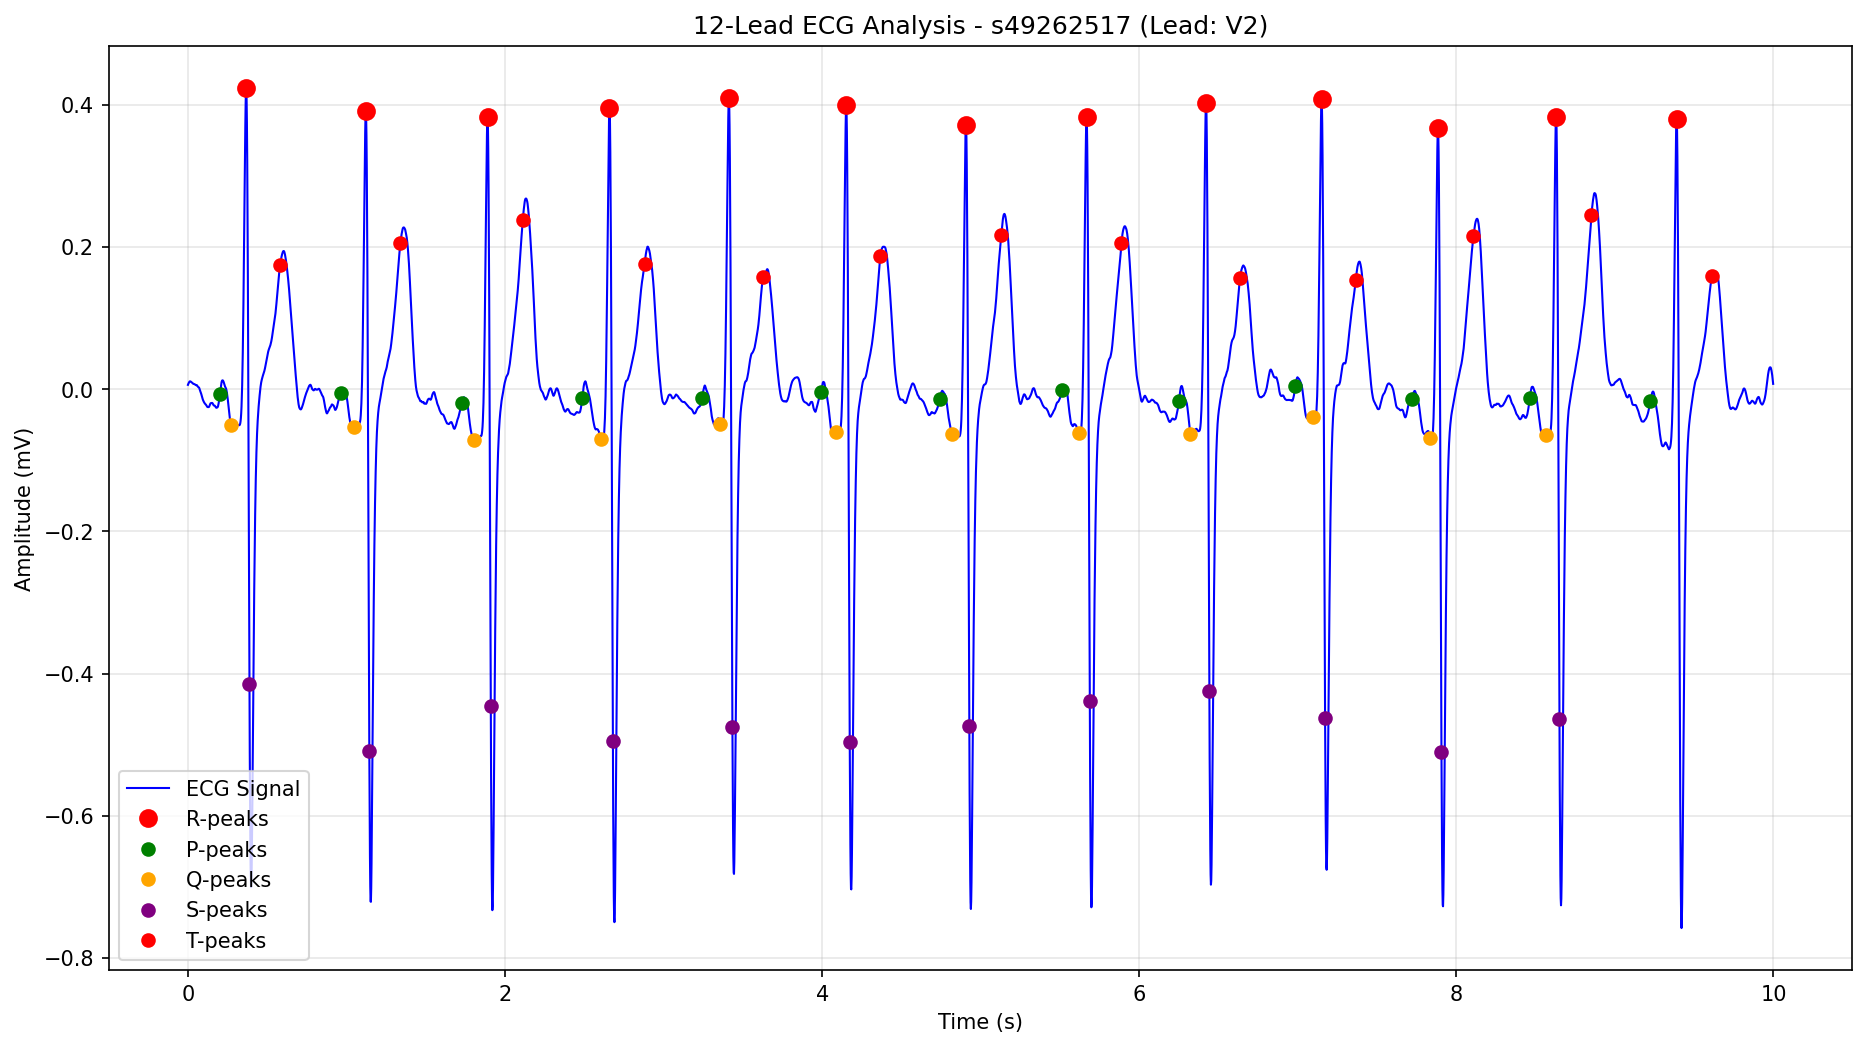 12-Lead ECG Analysis - s49262517 (Lead: V2)
Amplitude (mV)
0.4
0.2
0.0
−0.2
−0.4
−0.6
−0.8
ECG Signal
R-peaks
P-peaks
Q-peaks
S-peaks
T-peaks
0 2 4 6 8 10
Time (s)